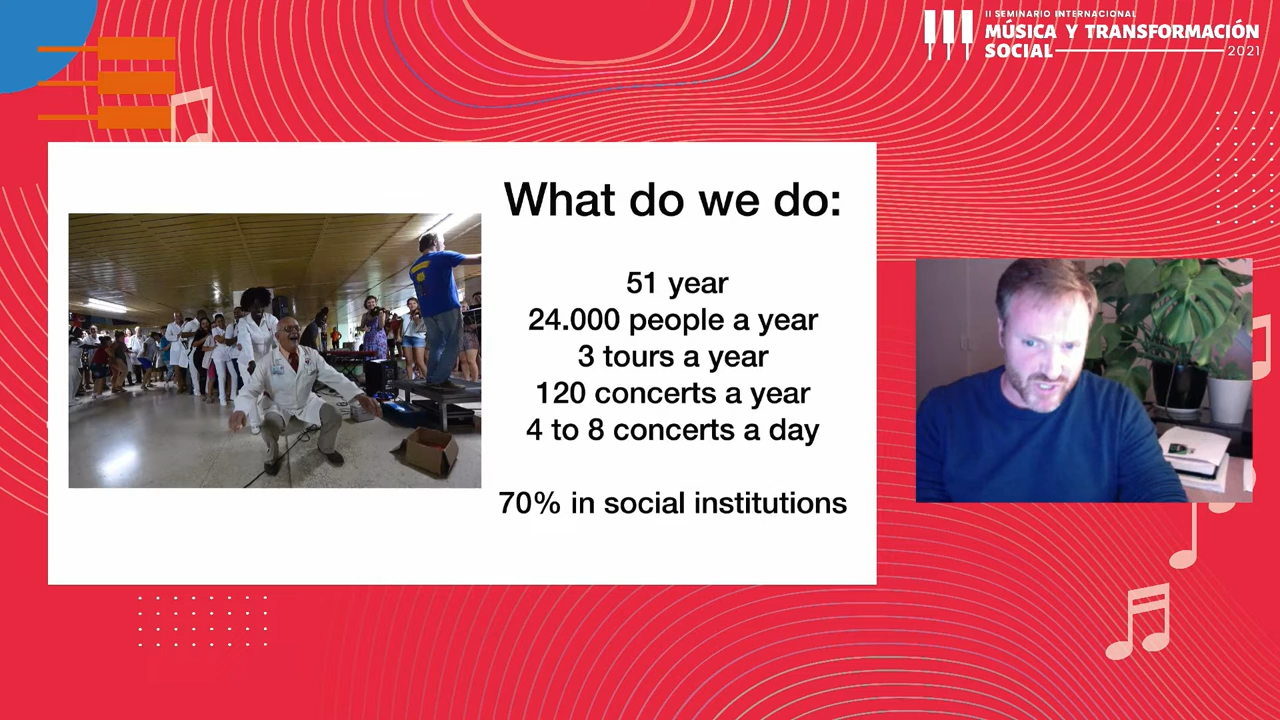 II SEMINARIO INTERNACIONAL
MÚSICA Y TRANSFORMACIÓN
SOCIAL
2021
What do we do:
51 year
24.000 people a year
3 tours a year
120 concerts a year
4 to 8 concerts a day
70% in social institutions